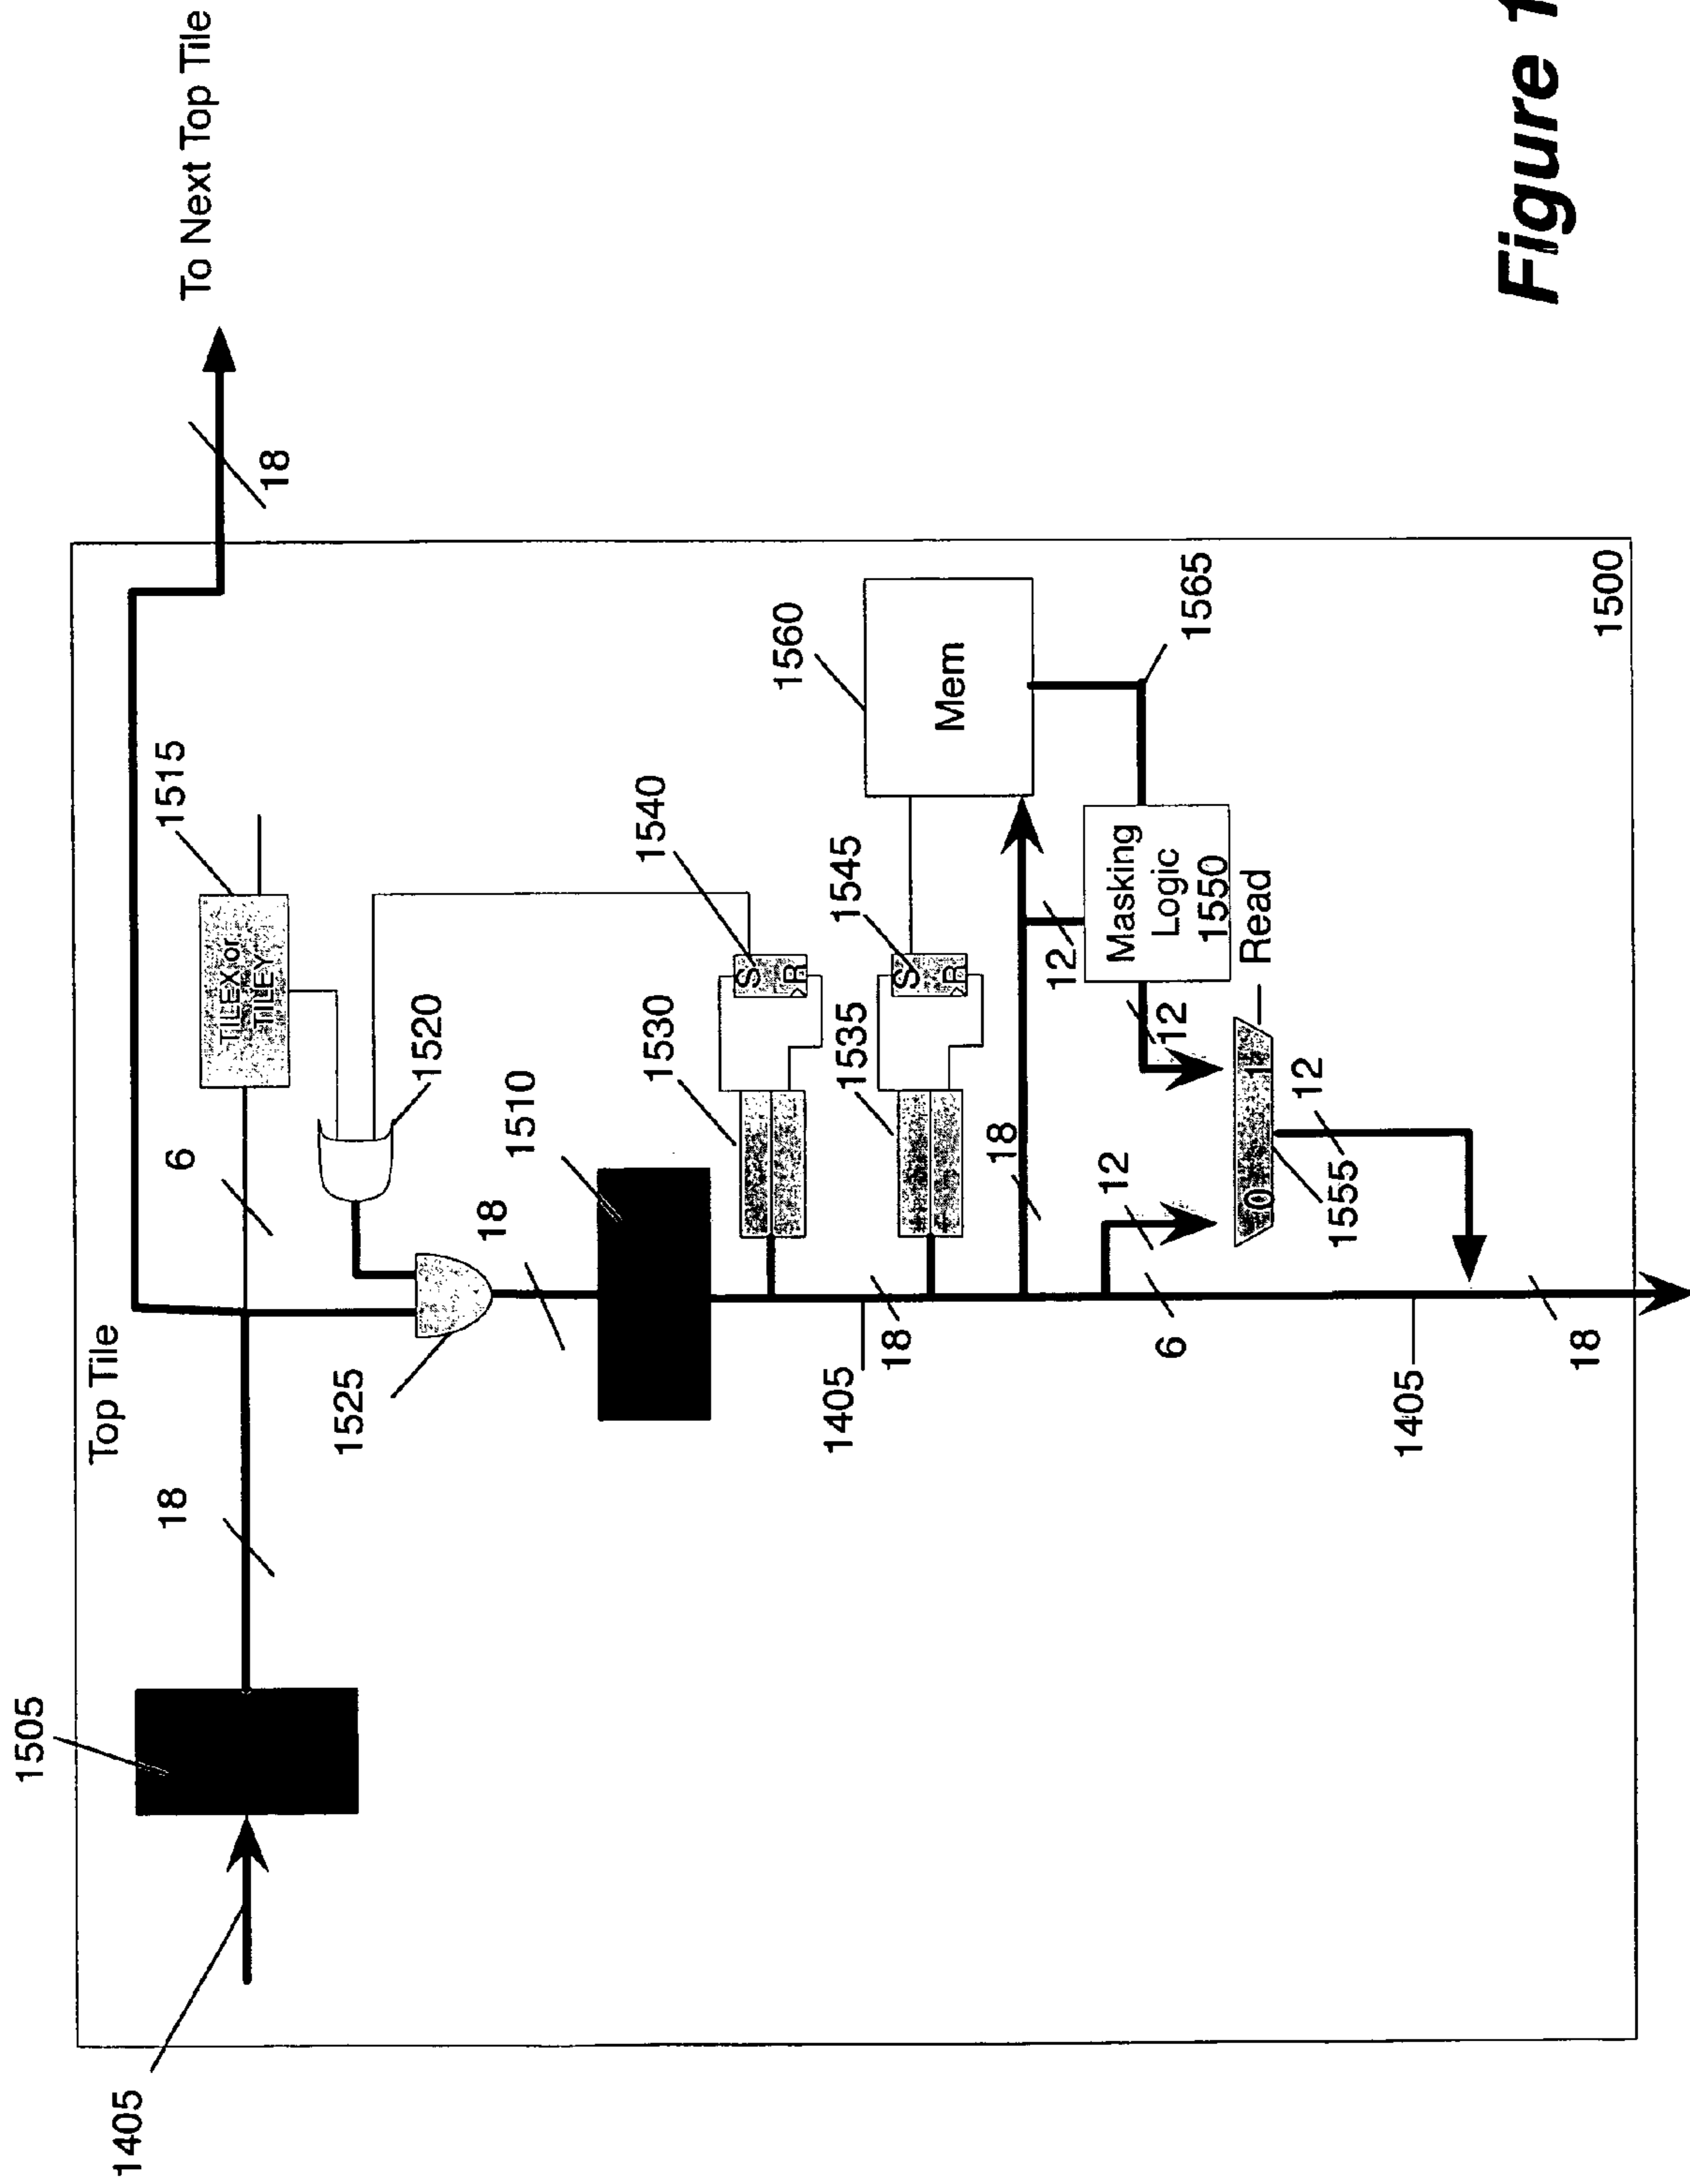 To Next Top Tile
18
Top Tile
1405
1505
18
6
1515
TILEX or
TILEY
1520
1525
18
1510
1530
1540
1405
18
1535
1545
1560
Mem
18
12
Masking
Logic
1550
1565
12
12
6
0
1
Read
1555
12
1405
18
1500
S
R
S
R
Figure 1